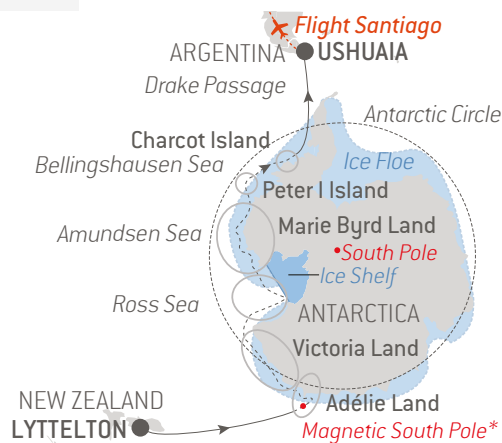 Flight Santiago
ARGENTINA
USHUAIA
Drake Passage
Antarctic Circle
Charcot Island
Bellingshausen Sea
Ice Floe
Peter I Island
Amundsen Sea
Marie Byrd Land
South Pole
Ice Shelf
Ross Sea
ANTARCTICA
Victoria Land
NEW ZEALAND
Adélie Land
LYTTELTON
Magnetic South Pole*